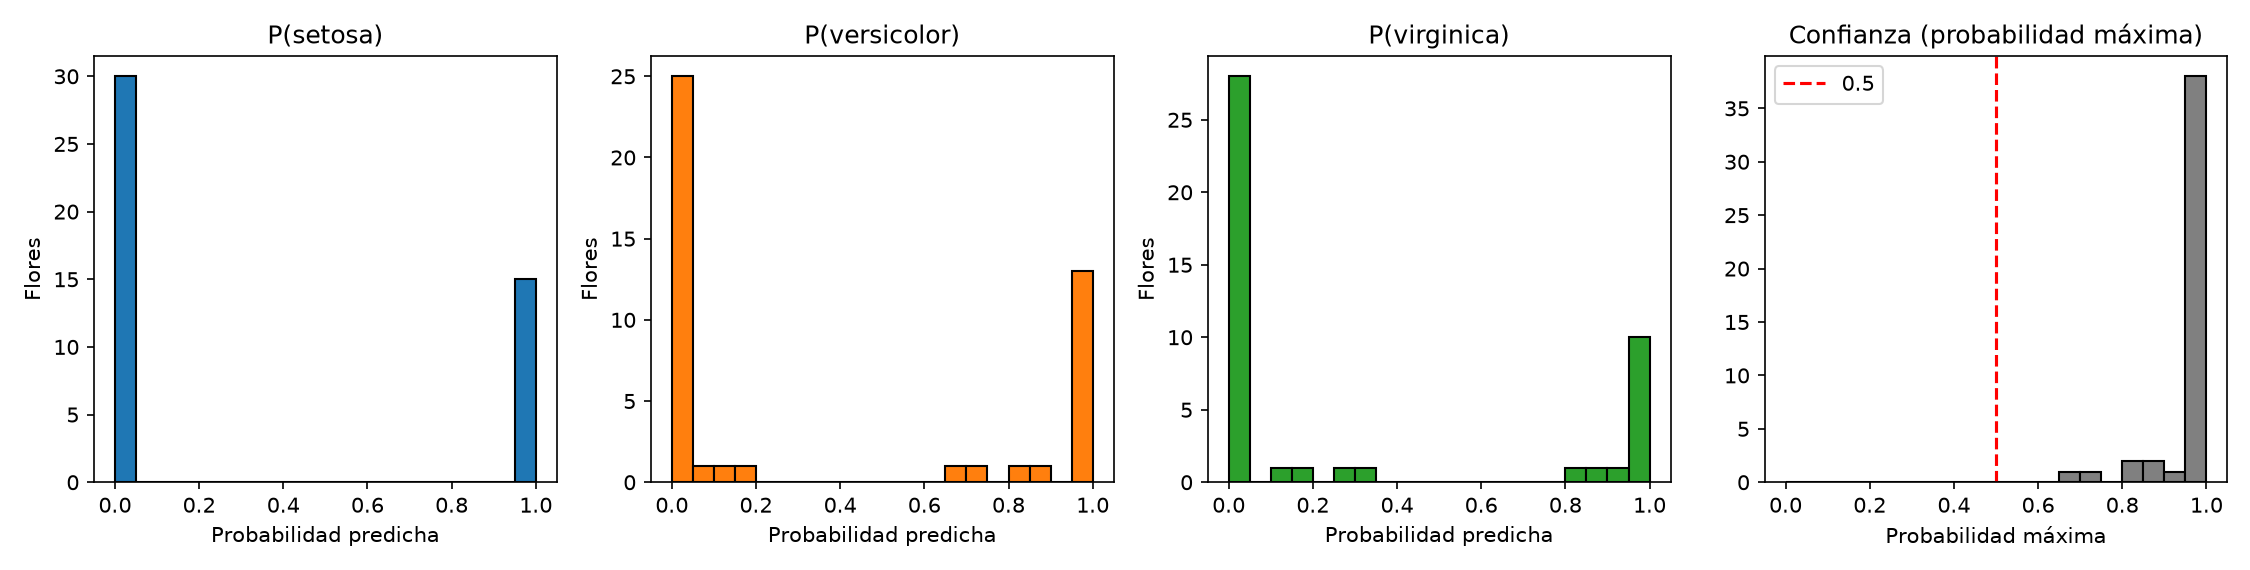 P(setosa)
30
25
20
15
10
5
0
Flores
0.0 0.2 0.4 0.6 0.8 1.0
Probabilidad predicha
P(versicolor)
25
20
15
10
5
0
Flores
0.0 0.2 0.4 0.6 0.8 1.0
Probabilidad predicha
P(virginica)
25
20
15
10
5
0
Flores
0.0 0.2 0.4 0.6 0.8 1.0
Probabilidad predicha
Confianza (probabilidad máxima)
0.5
35
30
25
20
15
10
5
0
0.0 0.2 0.4 0.6 0.8 1.0
Probabilidad máxima